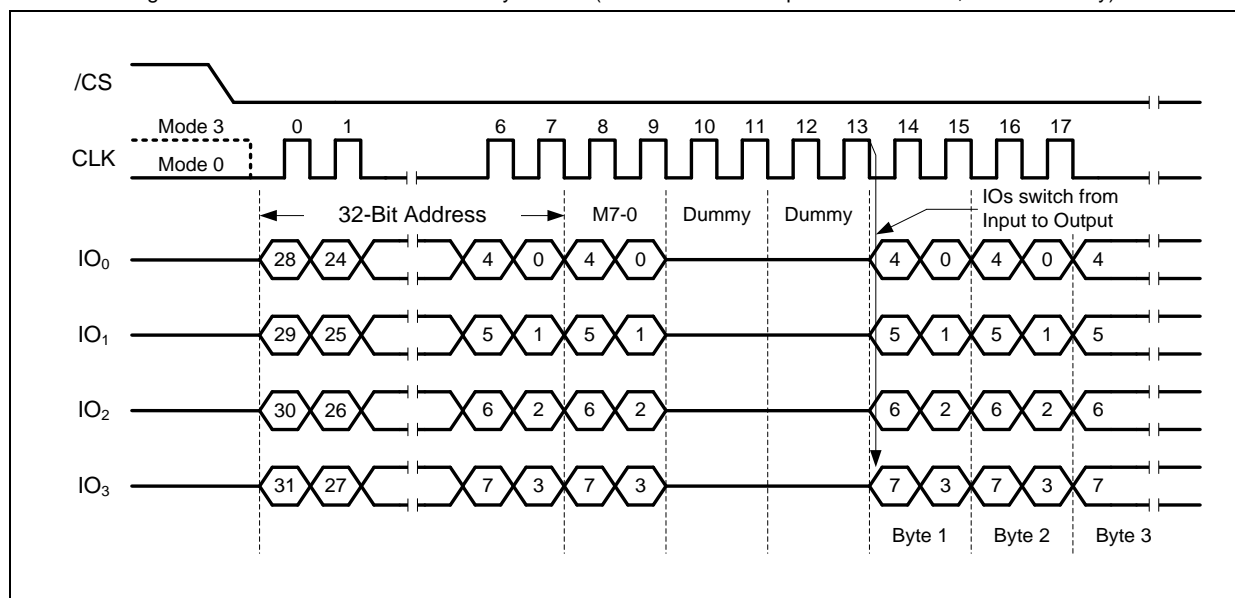 /CS
Mode 3
CLK
Mode 0
0 1 6 7 8 9 10 11 12 13 14 15 16 17
32-Bit Address M7-0 Dummy Dummy
IOs switch from
Input to Output
IO0 28 24 4 0 4 0 4 0 4 0 4
IO1 29 25 5 1 5 1 5 1 5 1 5
IO2 30 26 6 2 6 2 6 2 6 2 6
IO3 31 27 7 3 7 3 7 3 7 3 7
Byte 1 Byte 2 Byte 3